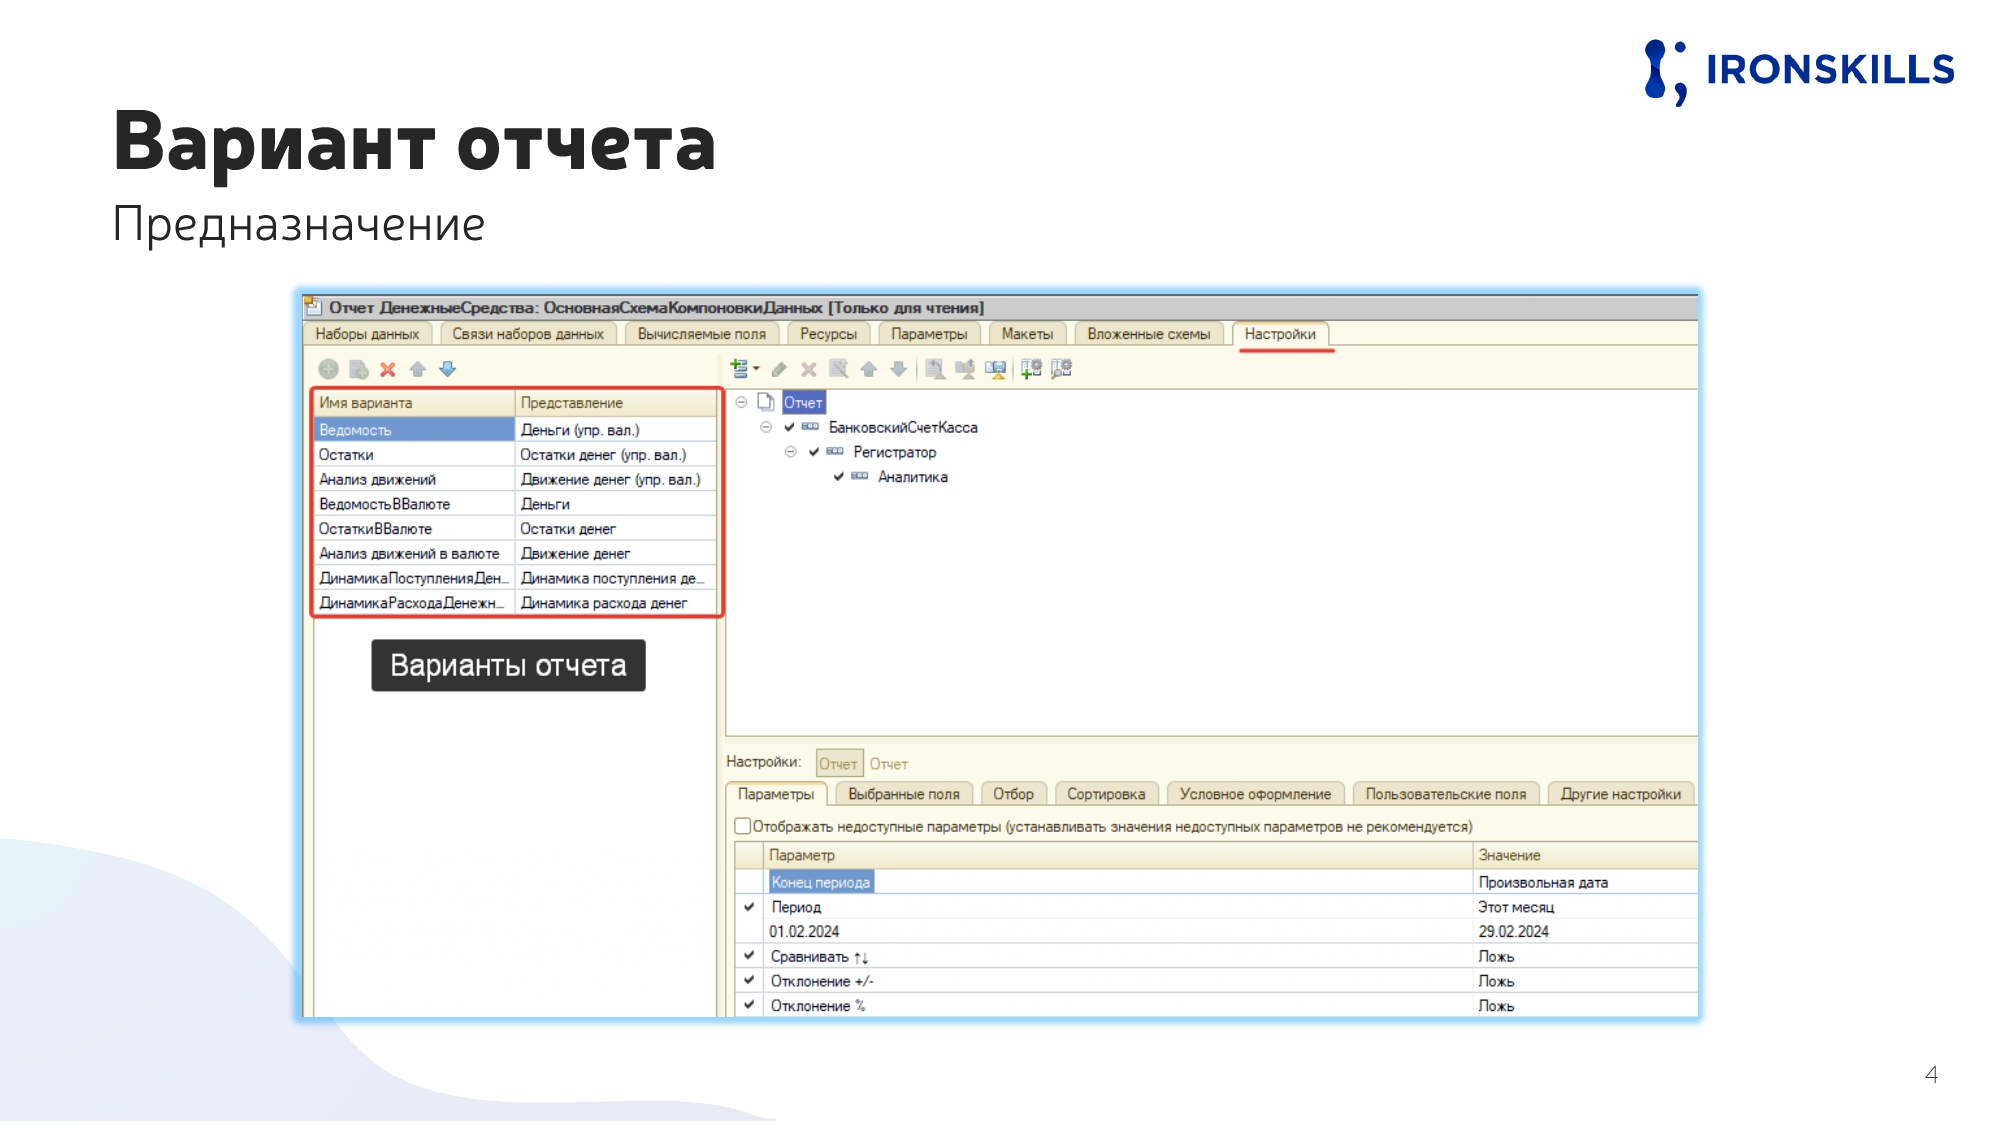 IRONSKILLS
Вариант отчета
Предназначение
Отчет ДенежныеСредства: ОсновнаяСхемаКомпоновкиДанных [Только для чтения]
Наборы данных Связи наборов данных Вычисляемые поля Ресурсы Параметры Макеты Вложенные схемы Настройки
Имя варианта Представление
Ведомость Деньги (упр. вал.)
Остатки Остатки денег (упр. вал.)
Анализ движений Движение денег (упр. вал.)
ВедомостьВВалюте Деньги
ОстаткиВВалюте Остатки денег
Анализ движений в валюте Движение денег
ДинамикаПоступленияДен... Динамика поступления де...
ДинамикаРасходаДенежн... Динамика расхода денег
Варианты отчета
Отчет
БанковскийСчетКасса
Регистратор
Аналитика
Настройки: Отчет Отчет
Параметры Выбранные поля Отбор Сортировка Условное оформление Пользовательские поля Другие настройки
Отображать недоступные параметры (устанавливать значения недоступных параметров не рекомендуется)
Параметр Значение
Конец периода Произвольная дата
Период Этот месяц
01.02.2024 29.02.2024
Сравнивать ↑↓ Ложь
Отклонение +/- Ложь
Отклонение % Ложь
4